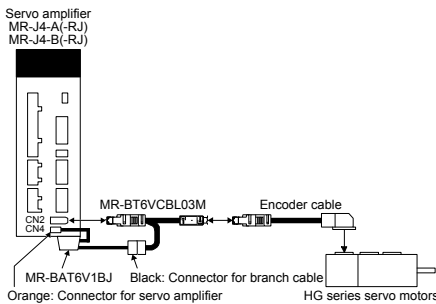 Servo amplifier
MR-J4-A(-RJ)
MR-J4-B(-RJ)
MR-BT6VCBL03M
Encoder cable
CN2
CN4
MR-BAT6V1BJ
Black: Connector for branch cable
Orange: Connector for servo amplifier
HG series servo motors